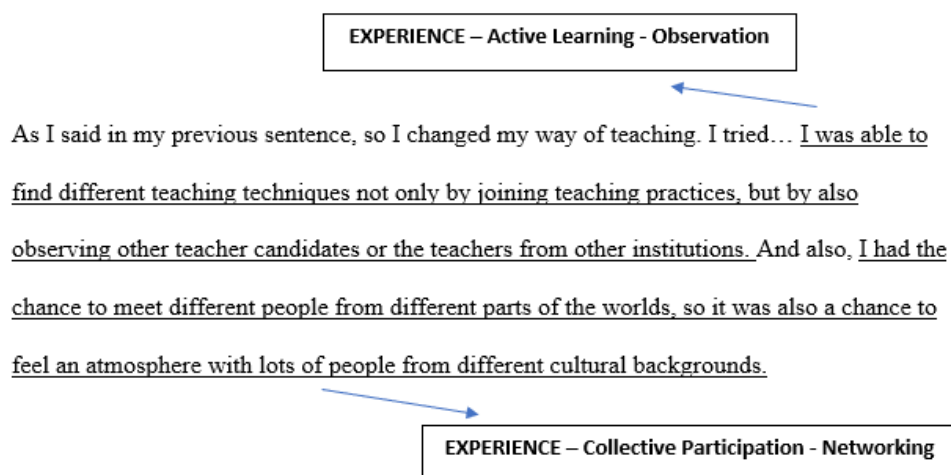 EXPERIENCE – Active Learning - Observation
As I said in my previous sentence, so I changed my way of teaching. I tried… I was able to
find different teaching techniques not only by joining teaching practices, but by also
observing other teacher candidates or the teachers from other institutions. And also, I had the
chance to meet different people from different parts of the worlds, so it was also a chance to
feel an atmosphere with lots of people from different cultural backgrounds.
EXPERIENCE – Collective Participation - Networking